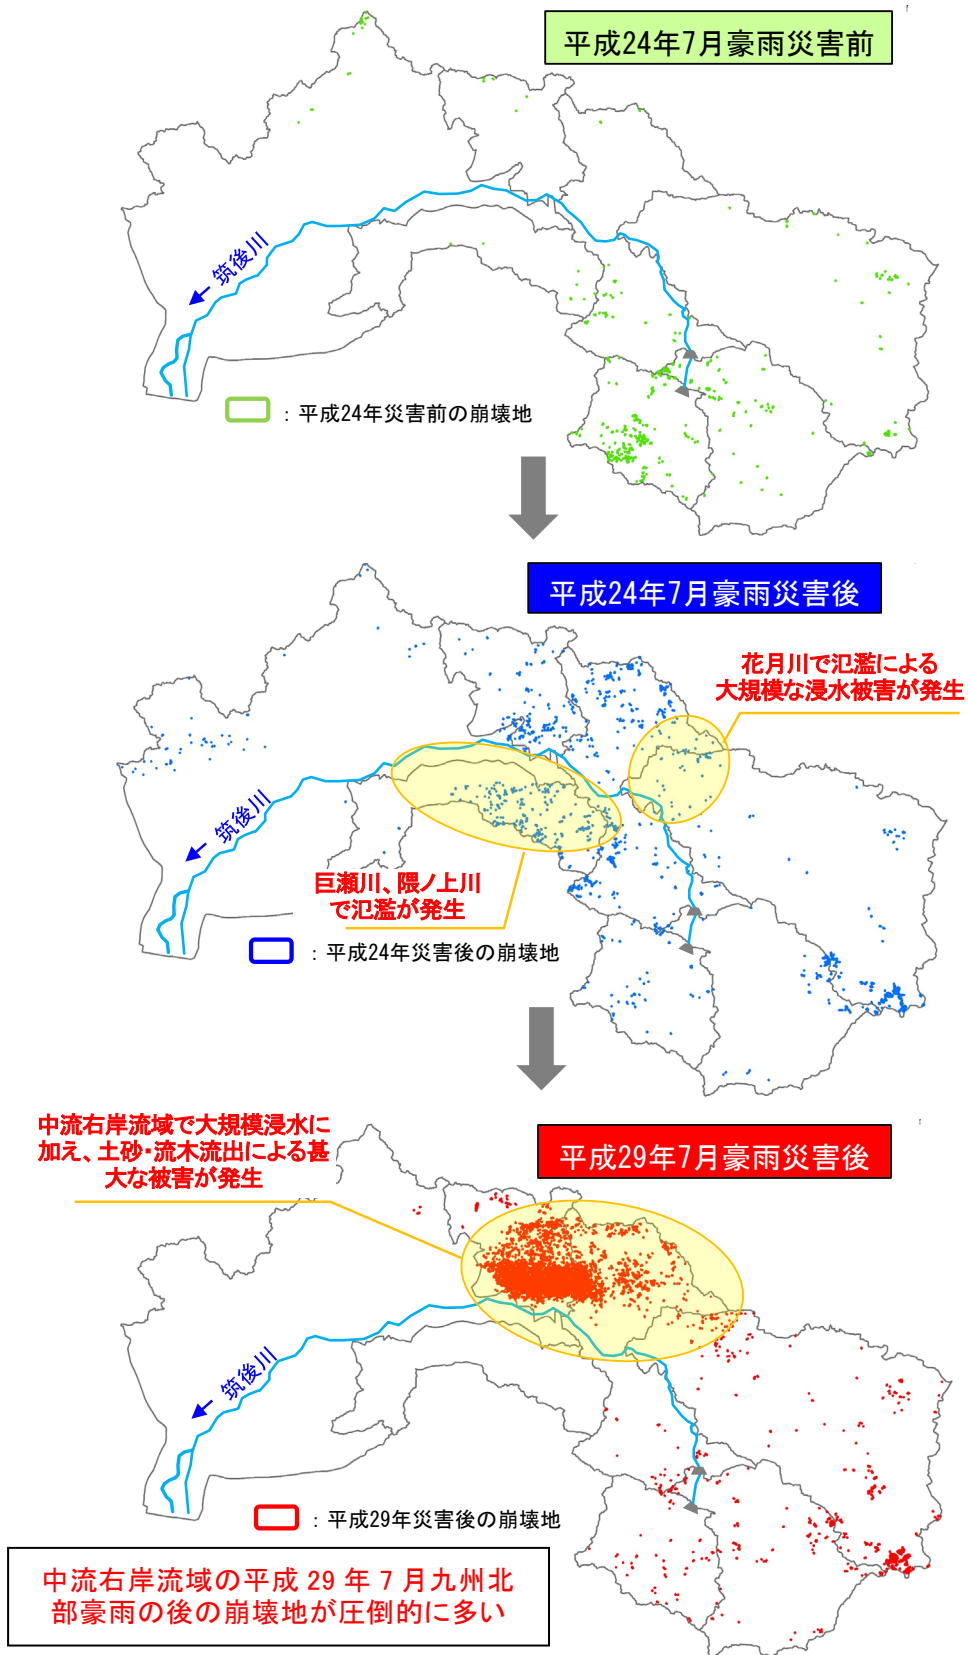 平成24年7月豪雨災害前
筑後川
：平成24年災害前の崩壊地
平成24年7月豪雨災害後
花月川で氾濫による
大規模な浸水被害が発生
筑後川
巨瀬川、隈ノ上川
で氾濫が発生
：平成24年災害後の崩壊地
中流右岸流域で大規模浸水に
加え、土砂・流木流出による甚
大な被害が発生
平成29年7月豪雨災害後
筑後川
：平成29年災害後の崩壊地
中流右岸流域の平成 29 年 7 月九州北
部豪雨の後の崩壊地が圧倒的に多い